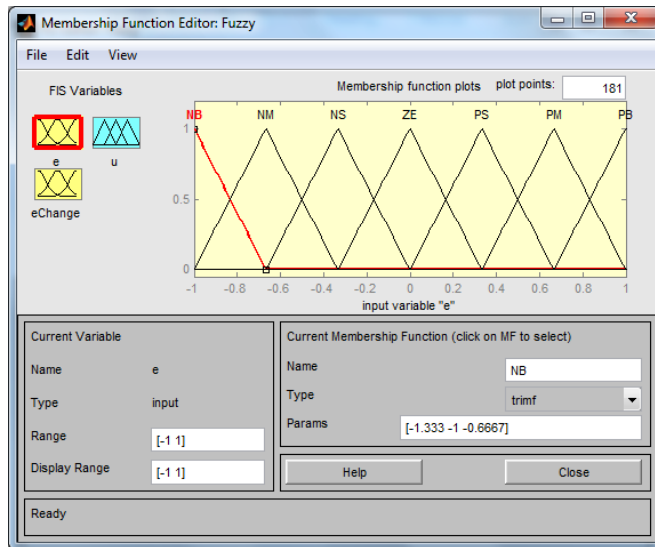 Membership Function Editor: Fuzzy
File Edit View
FIS Variables
e
u
eChange
Membership function plots
plot points:
181
NB NM NS ZE PS PM PB
1
0.5
0
-1 -0.8 -0.6 -0.4 -0.2 0 0.2 0.4 0.6 0.8 1
input variable "e"
Current Variable
Name e
Type input
Range [-1 1]
Display Range [-1 1]
Current Membership Function (click on MF to select)
Name NB
Type trimf
Params [-1.333 -1 -0.6667]
Help Close
Ready